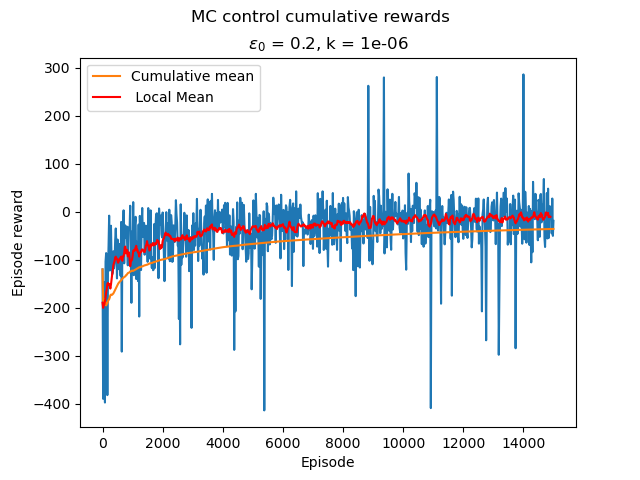 MC control cumulative rewards
ε₀ = 0.2, k = 1e-06
Cumulative mean
Local Mean
Episode reward
300
200
100
0
−100
−200
−300
−400
0 2000 4000 6000 8000 10000 12000 14000
Episode